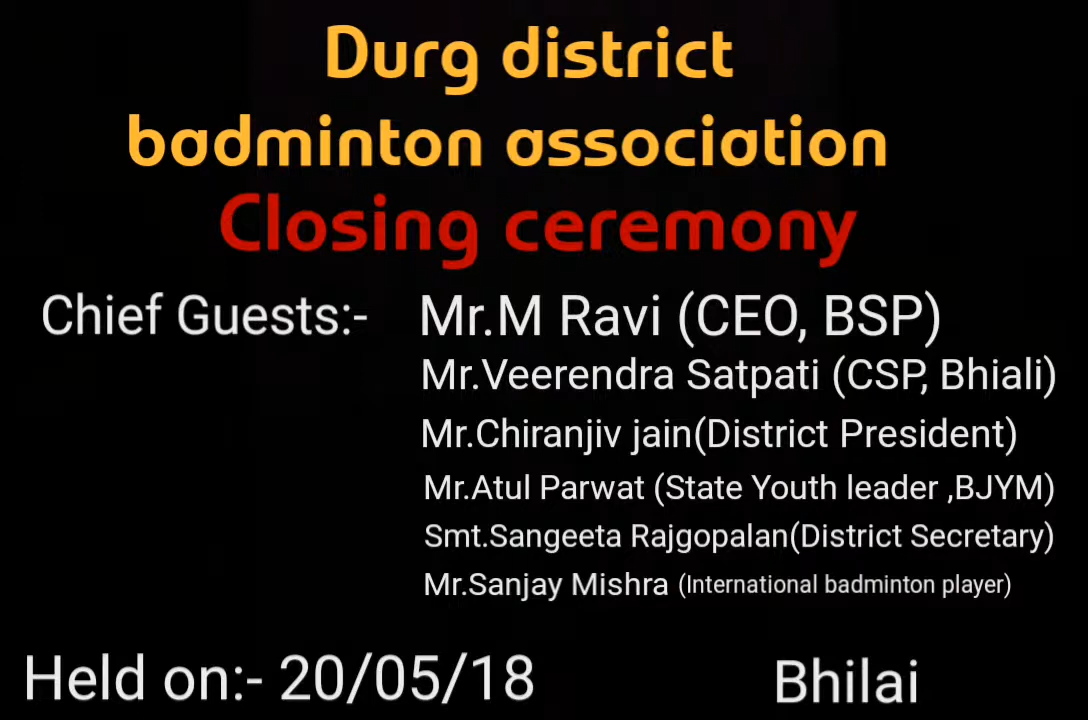 Durg district
badminton association
Closing ceremony
Chief Guests:- Mr.M Ravi (CEO, BSP)
Mr.Veerendra Satpati (CSP, Bhiali)
Mr.Chiranjiv jain(District President)
Mr.Atul Parwat (State Youth leader ,BJYM)
Smt.Sangeeta Rajgopalan(District Secretary)
Mr.Sanjay Mishra (International badminton player)
Held on:- 20/05/18 Bhilai